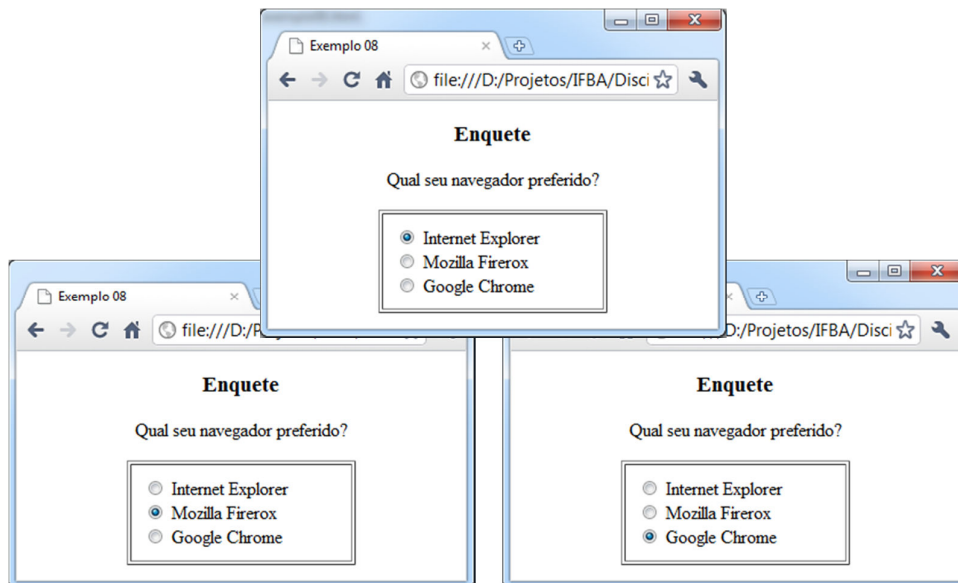 Exemplo 08
file:///D:/Projetos/IFBA/Disci
Enquete
Qual seu navegador preferido?
Internet Explorer
Mozilla Firerox
Google Chrome
Exemplo 08
file:///D:/P
Enquete
Qual seu navegador preferido?
Internet Explorer
Mozilla Firerox
Google Chrome
D:/Projetos/IFBA/Disci
Enquete
Qual seu navegador preferido?
Internet Explorer
Mozilla Firerox
Google Chrome